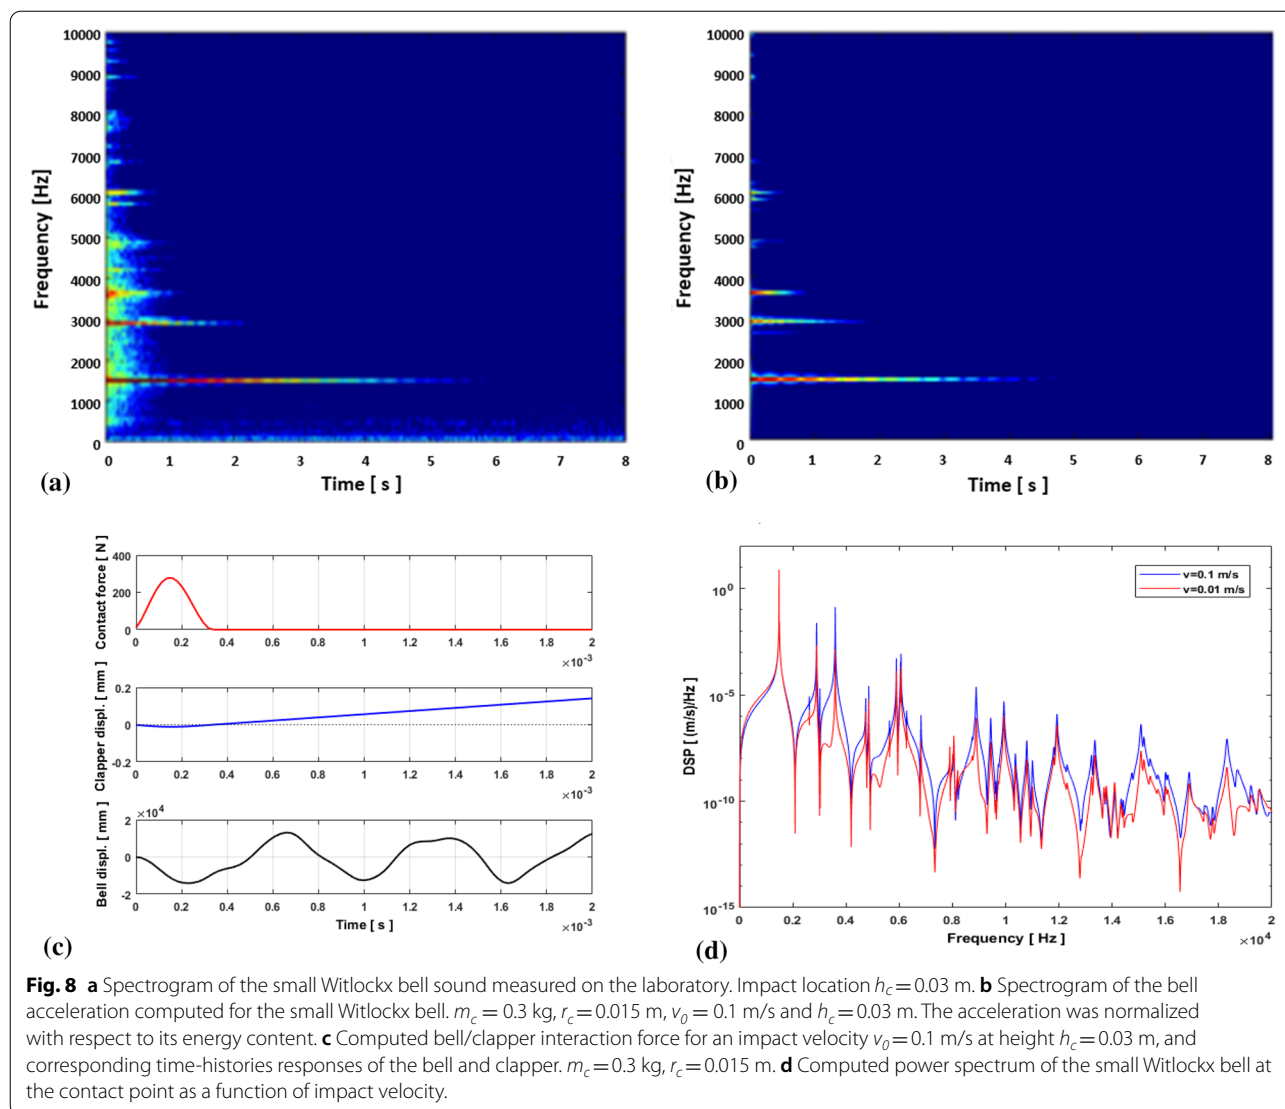 10000
9000
8000
7000
6000
5000
4000
3000
2000
1000
0
Frequency [Hz]
0 1 2 3 4 5 6 7 8
Time [ s ]
(a)
10000
9000
8000
7000
6000
5000
4000
3000
2000
1000
0
Frequency [Hz]
0 1 2 3 4 5 6 7 8
Time [ s ]
(b)
Contact force [ N ]
400
200
0
0 0.2 0.4 0.6 0.8 1 1.2 1.4 1.6 1.8 2
×10⁻³
Clapper displ. [ mm ]
0.2
0
-0.2
0 0.2 0.4 0.6 0.8 1 1.2 1.4 1.6 1.8 2
×10⁻³
Bell displ. [ mm ]
×10⁴
2
0
-2
0 0.2 0.4 0.6 0.8 1 1.2 1.4 1.6 1.8 2
Time [ s ]
×10⁻³
(c)
DSP [ (m/s)/Hz ]
10⁰
10⁻⁵
10⁻¹⁰
10⁻¹⁵
v=0.1 m/s
v=0.01 m/s
0 0.2 0.4 0.6 0.8 1 1.2 1.4 1.6 1.8 2
Frequency [ Hz ]
×10⁴
(d)
Fig. 8 a Spectrogram of the small Witlockx bell sound measured on the laboratory. Impact location h_c = 0.03 m. b Spectrogram of the bell
acceleration computed for the small Witlockx bell. m_c = 0.3 kg, r_c = 0.015 m, v_0 = 0.1 m/s and h_c = 0.03 m. The acceleration was normalized
with respect to its energy content. c Computed bell/clapper interaction force for an impact velocity v_0 = 0.1 m/s at height h_c = 0.03 m, and
corresponding time-histories responses of the bell and clapper. m_c = 0.3 kg, r_c = 0.015 m. d Computed power spectrum of the small Witlockx bell at
the contact point as a function of impact velocity.